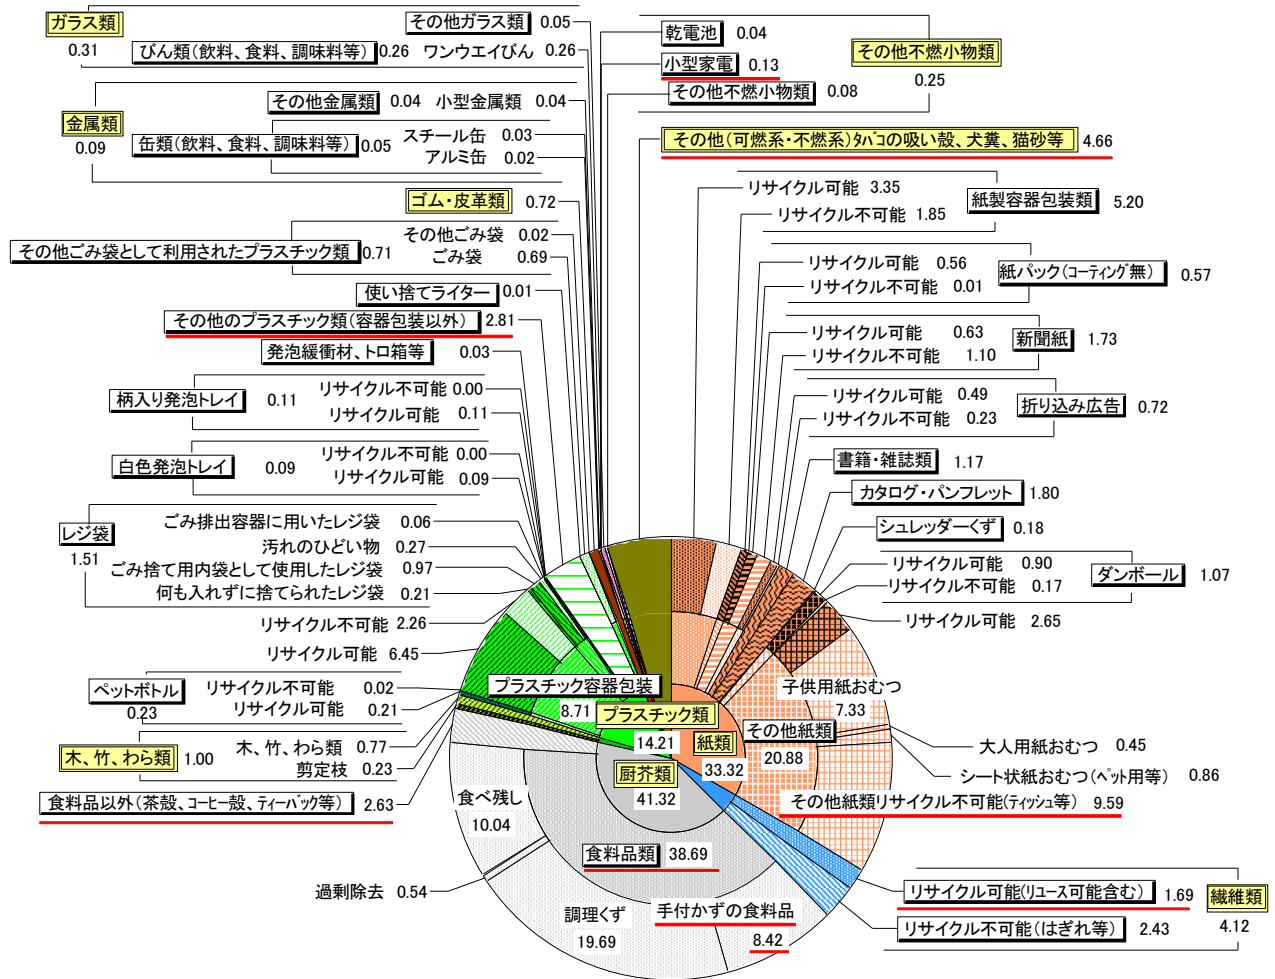 ガラス類
0.31
その他ガラス類 0.05
びん類(飲料、食料、調味料等) 0.26 ワンウエイびん 0.26
乾電池 0.04
小型家電 0.13
その他不燃小物類 0.08
その他不燃小物類
0.25
金属類
0.09
その他金属類 0.04 小型金属類 0.04
缶類(飲料、食料、調味料等) 0.05
スチール缶 0.03
アルミ缶 0.02
その他(可燃系・不燃系)タバコの吸い殻、犬糞、猫砂等 4.66
ゴム・皮革類 0.72
リサイクル可能 3.35
リサイクル不可能 1.85
紙製容器包装類 5.20
その他ごみ袋として利用されたプラスチック類 0.71
その他ごみ袋 0.02
ごみ袋 0.69
リサイクル可能 0.56
リサイクル不可能 0.01
紙パック(コーティング無) 0.57
使い捨てライター 0.01
その他のプラスチック類(容器包装以外) 2.81
発泡緩衝材、トロ箱等 0.03
リサイクル可能 0.63
リサイクル不可能 1.10
新聞紙 1.73
柄入り発泡トレイ 0.11
リサイクル不可能 0.00
リサイクル可能 0.11
リサイクル可能 0.49
リサイクル不可能 0.23
折り込み広告 0.72
白色発泡トレイ 0.09
リサイクル不可能 0.00
リサイクル可能 0.09
書籍・雑誌類 1.17
カタログ・パンフレット 1.80
シュレッダーくず 0.18
レジ袋
1.51
ごみ排出容器に用いたレジ袋 0.06
汚れのひどい物 0.27
ごみ捨て用内袋として使用したレジ袋 0.97
何も入れずに捨てられたレジ袋 0.21
リサイクル可能 0.90
リサイクル不可能 0.17
ダンボール 1.07
リサイクル可能 2.65
リサイクル不可能 2.26
リサイクル可能 6.45
ペットボトル
0.23
リサイクル不可能 0.02
リサイクル可能 0.21
プラスチック容器包装
8.71
プラスチック類
14.21
紙類
33.32
その他紙類
20.88
子供用紙おむつ
7.33
大人用紙おむつ 0.45
シート状紙おむつ(ペット用等) 0.86
その他紙類リサイクル不可能(ティッシュ等) 9.59
木、竹、わら類 1.00
木、竹、わら類 0.77
剪定枝 0.23
食料品以外(茶殻、コーヒー殻、ティーバック等) 2.63
厨芥類
41.32
食べ残し
10.04
食料品類 38.69
過剰除去 0.54
調理くず
19.69
手付かずの食料品
8.42
リサイクル可能(リユース可能含む) 1.69
リサイクル不可能(はぎれ等) 2.43
繊維類
4.12